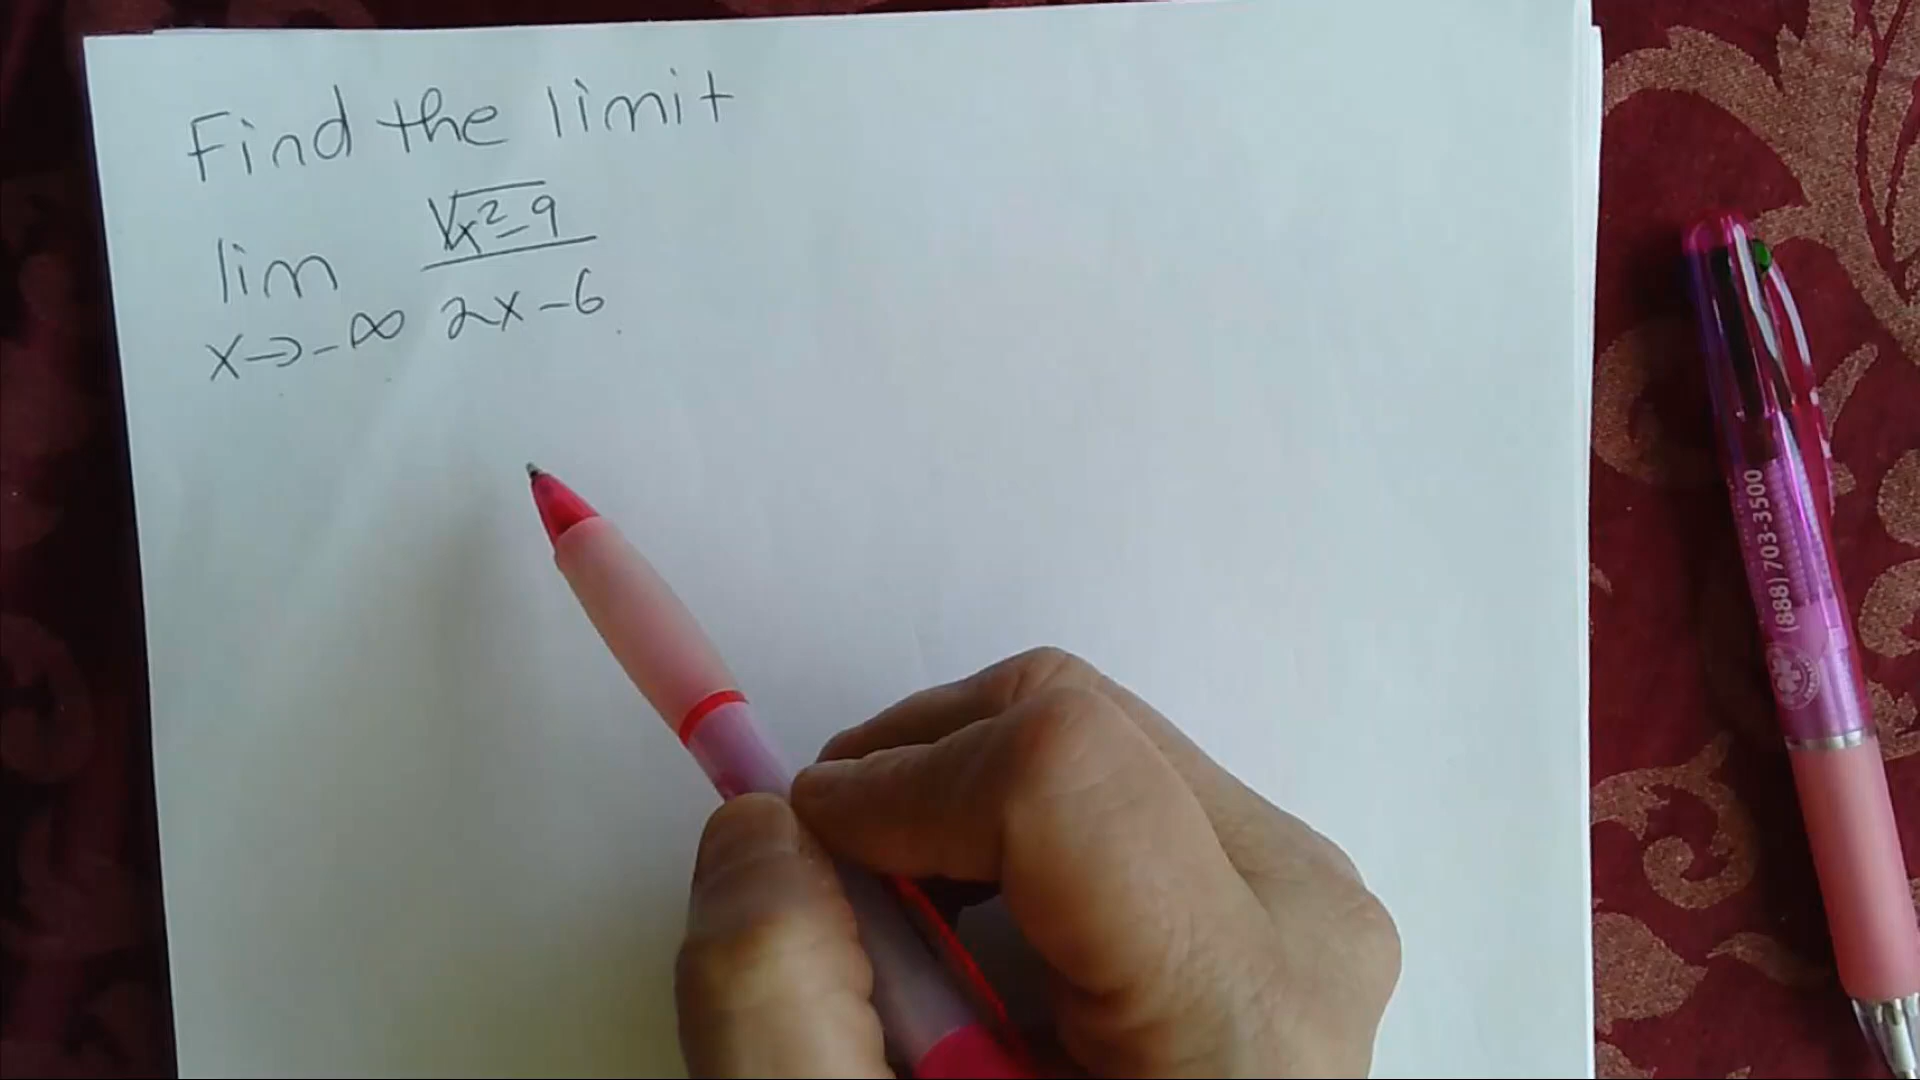 Find the limit
lim √x²-9 / 2x-6
x→-∞
(888) 703-3500